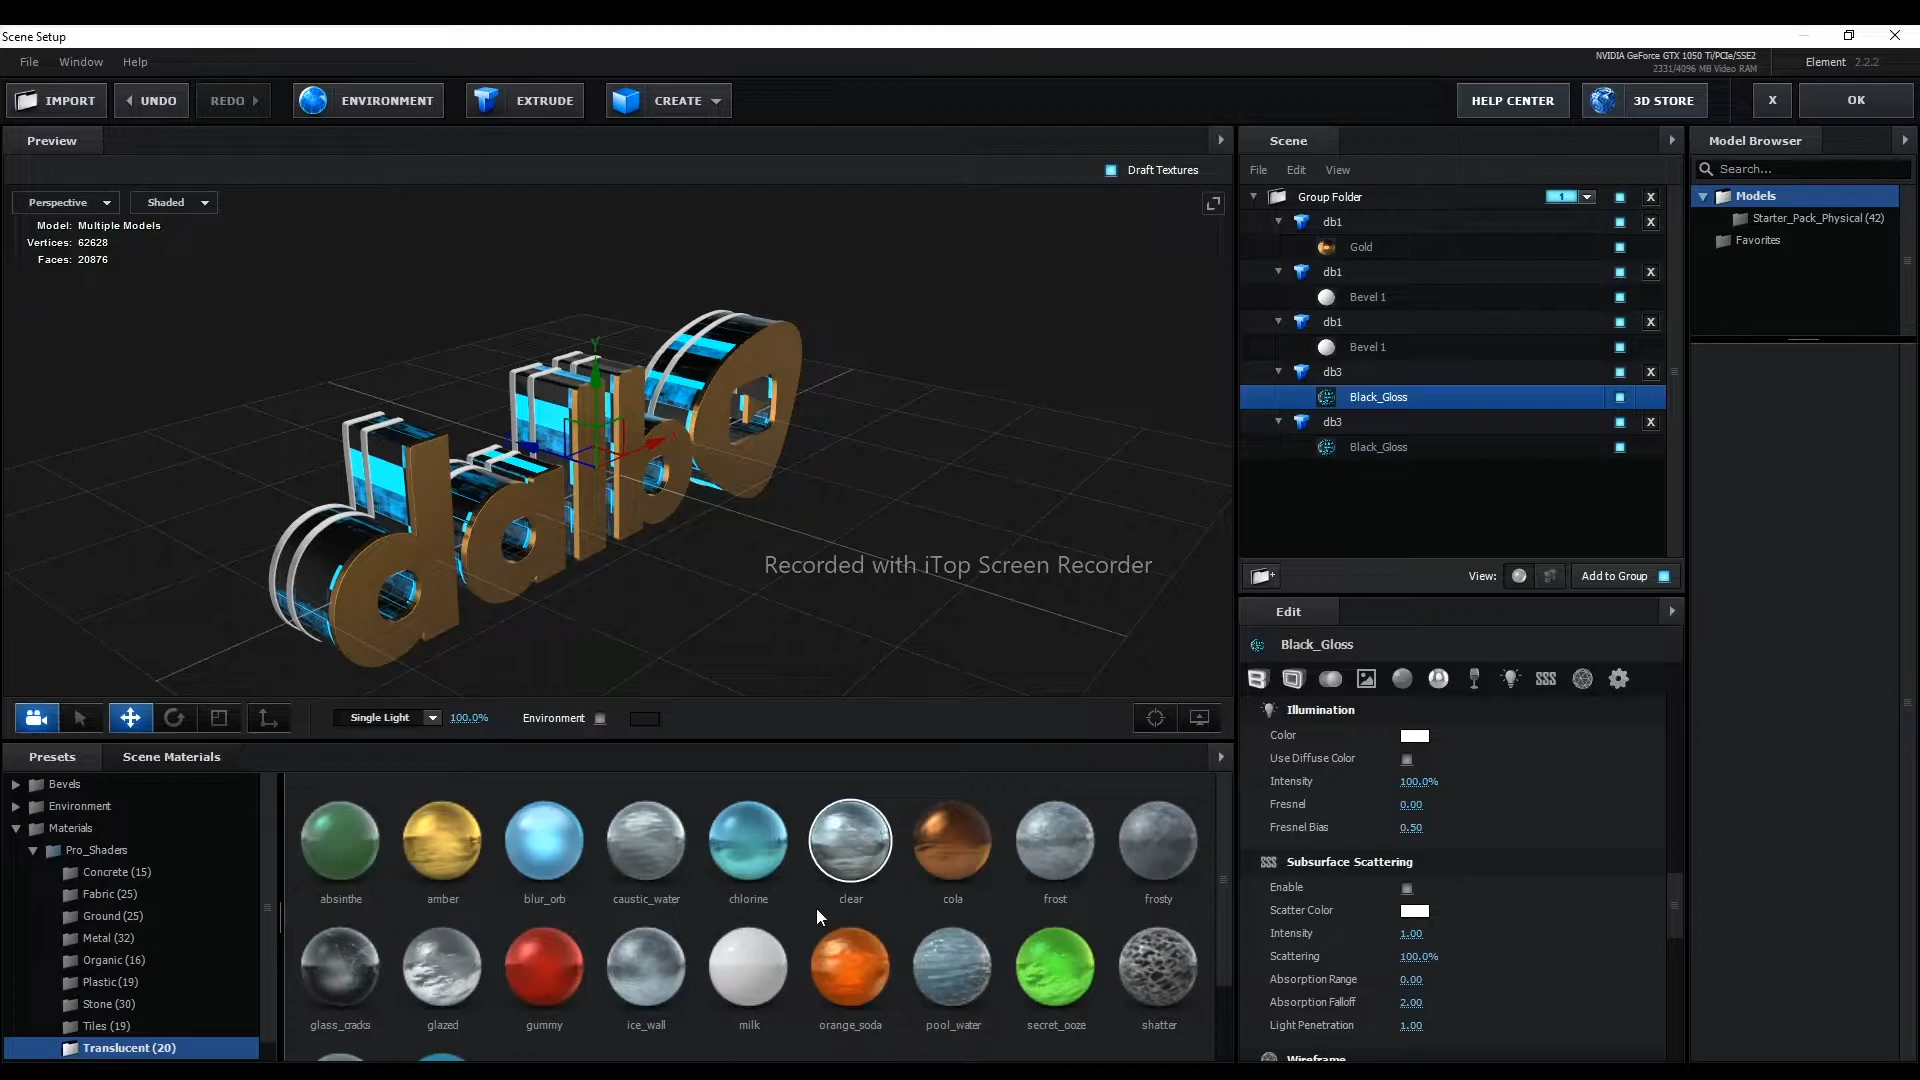 Scene Setup
File Window Help
NVIDIA GeForce GTX 1050 Ti/PCIe/SSE2
2331/4096 MB Video RAM
Element 2.2.2
IMPORT UNDO REDO ENVIRONMENT EXTRUDE CREATE HELP CENTER 3D STORE X OK
Preview
Draft Textures
Perspective Shaded
Model: Multiple Models
Vertices: 62628
Faces: 20876
Recorded with iTop Screen Recorder
Single Light 100.0% Environment
Scene
File Edit View
Group Folder 1 X
db1 X
Gold
db1 X
Bevel 1
db1 X
Bevel 1
db3 X
Black_Gloss
db3 X
Black_Gloss
View: Add to Group
Model Browser
Search...
Models
Starter_Pack_Physical (42)
Favorites
Edit
Black_Gloss
Illumination
Color
Use Diffuse Color
Intensity 100.0%
Fresnel 0.00
Fresnel Bias 0.50
Subsurface Scattering
Enable
Scatter Color
Intensity 1.00
Scattering 100.0%
Absorption Range 0.00
Absorption Falloff 2.00
Light Penetration 1.00
Wireframe
Presets Scene Materials
Bevels
Environment
Materials
Pro_Shaders
Concrete (15)
Fabric (25)
Ground (25)
Metal (32)
Organic (16)
Plastic (19)
Stone (30)
Tiles (19)
Translucent (20)
absinthe amber blur_orb caustic_water chlorine clear cola frost frosty
glass_cracks glazed gummy ice_wall milk orange_soda pool_water secret_ooze shatter